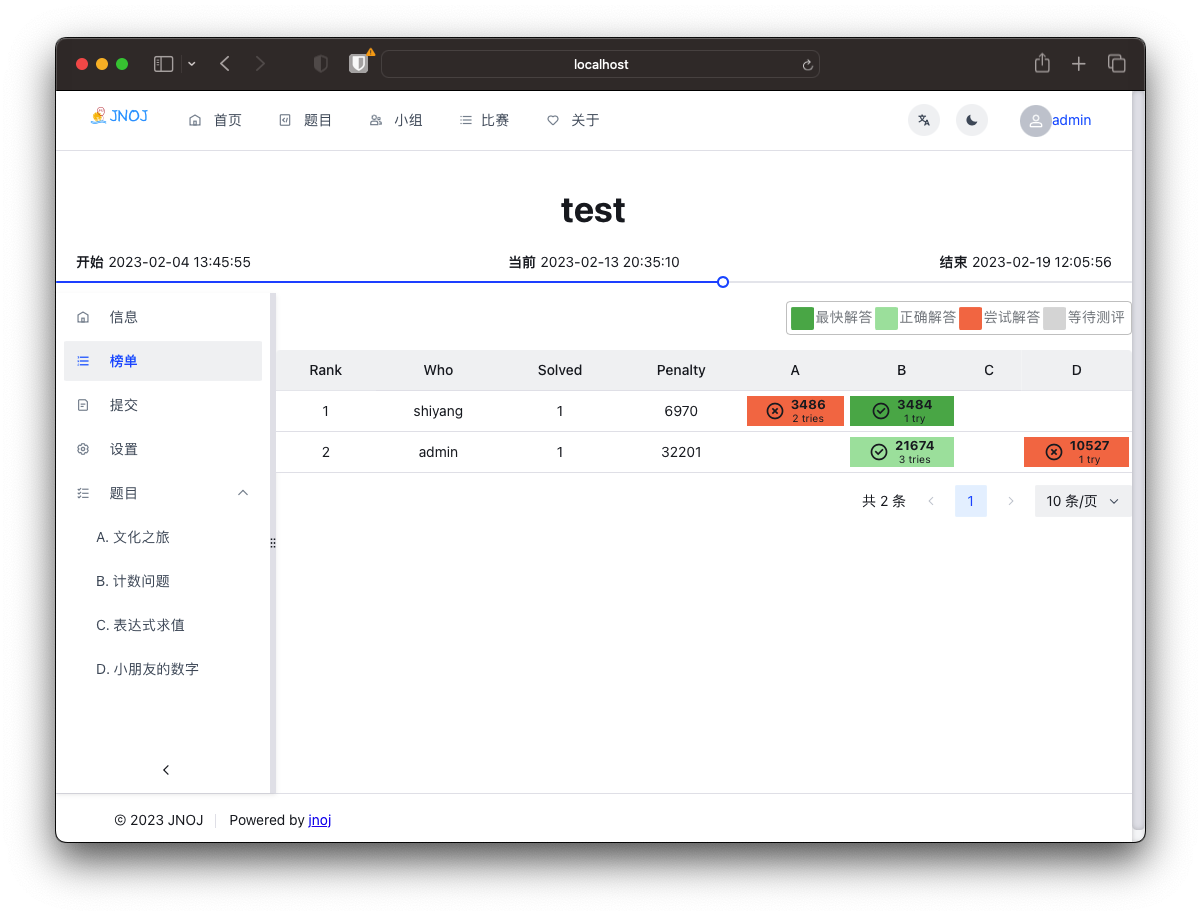 localhost
JNOJ 首页 题目 小组 比赛 关于 admin
test
开始 2023-02-04 13:45:55 当前 2023-02-13 20:35:10 结束 2023-02-19 12:05:56
信息
榜单
提交
设置
题目
A. 文化之旅
B. 计数问题
C. 表达式求值
D. 小朋友的数字
最快解答 正确解答 尝试解答 等待测评
Rank Who Solved Penalty A B C D
1 shiyang 1 6970 3486 2 tries 3484 1 try
2 admin 1 32201 21674 3 tries 10527 1 try
共 2 条 1 10 条/页
© 2023 JNOJ Powered by jnoj